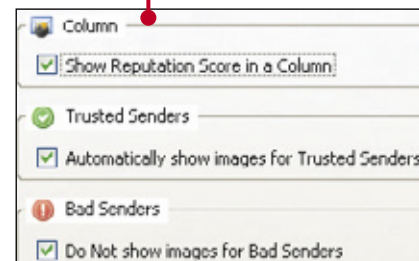 Column
Show Reputation Score in a Column
Trusted Senders
Automatically show images for Trusted Senders
Bad Senders
Do Not show images for Bad Senders